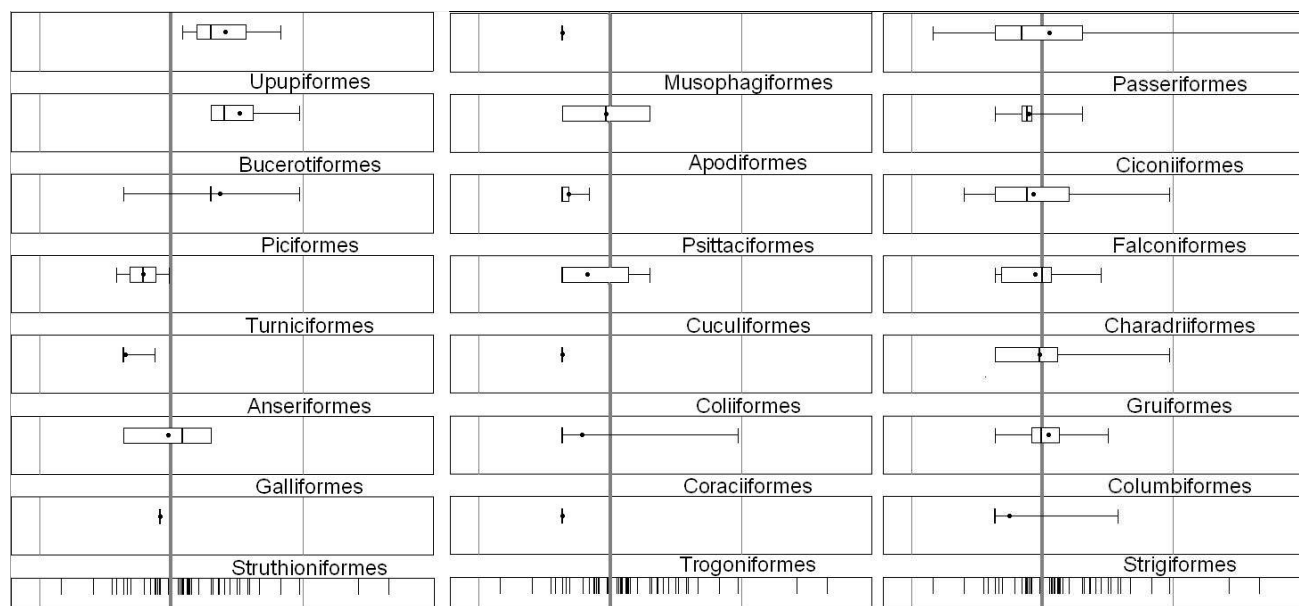 Upupiformes
Musophagiformes
Passeriformes
Bucerotiformes
Apodiformes
Ciconiiformes
Piciformes
Psittaciformes
Falconiformes
Turniciformes
Cuculiformes
Charadriiformes
Anseriformes
Coliiformes
Gruiformes
Galliformes
Coraciiformes
Columbiformes
Struthioniformes
Trogoniformes
Strigiformes